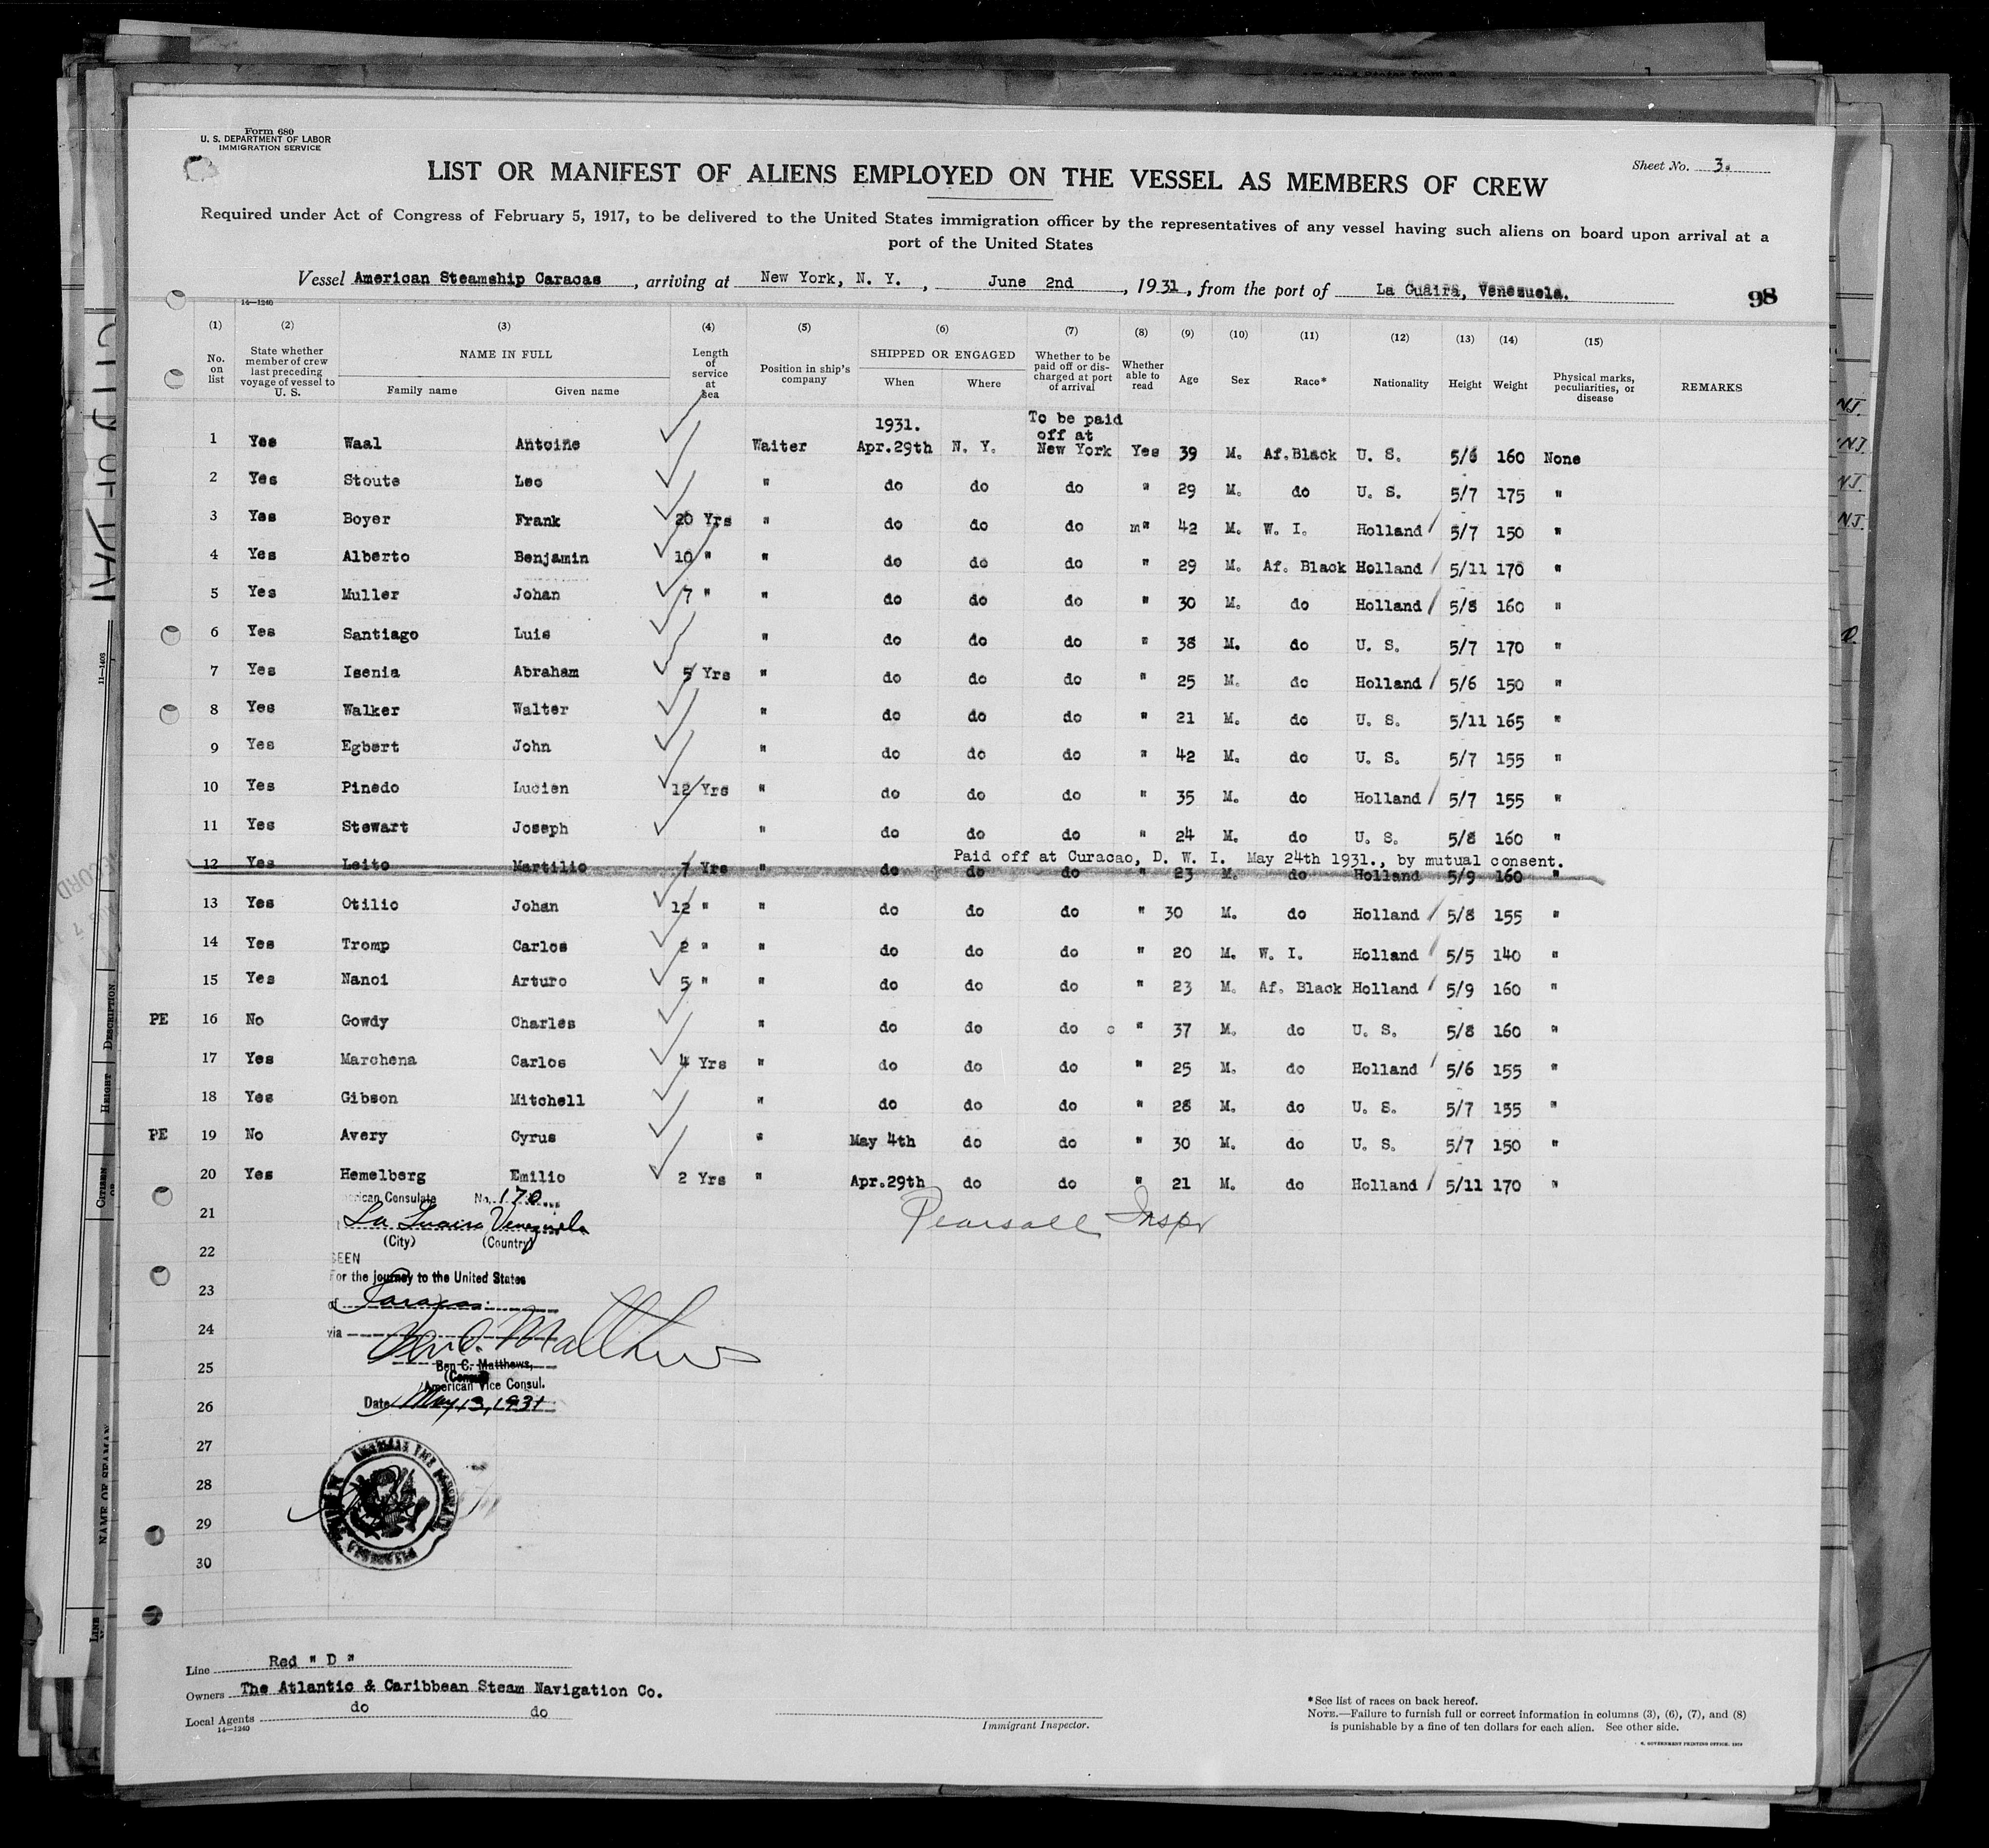 Form 680
U. S. DEPARTMENT OF LABOR
IMMIGRATION SERVICE
Sheet No. 3.
LIST OR MANIFEST OF ALIENS EMPLOYED ON THE VESSEL AS MEMBERS OF CREW
Required under Act of Congress of February 5, 1917, to be delivered to the United States immigration officer by the representatives of any vessel having such aliens on board upon arrival at a
port of the United States
Vessel American Steamship Caracas, arriving at New York, N. Y., June 2nd, 1931, from the port of La Guaira, Venezuela.
98
14—1240
(1) (2) (3) (4) (5) (6) (7) (8) (9) (10) (11) (12) (13) (14) (15)
No. on list State whether member of crew last preceding voyage of vessel to U. S. NAME IN FULL Family name Given name Length of service at sea Position in ship's company SHIPPED OR ENGAGED When Where Whether to be paid off or discharged at port of arrival Whether able to read Age Sex Race* Nationality Height Weight Physical marks, peculiarities, or disease REMARKS
1931. To be paid off at
1 Yes Waal Antoine Waiter Apr.29th N. Y. New York Yes 39 M. Af.Black U. S. 5/6 160 None
2 Yes Stoute Leo " do do do " 29 M. do U. S. 5/7 175 "
3 Yes Boyer Frank 20 Yrs " do do do m" 42 M. W. I. Holland 5/7 150 "
4 Yes Alberto Benjamin 10 " " do do do " 29 M. Af. Black Holland 5/11 170 "
5 Yes Muller Johan 7 " " do do do " 30 M. do Holland 5/8 160 "
6 Yes Santiago Luis " do do do " 38 M. do U. S. 5/7 170 "
7 Yes Isenia Abraham 5 Yrs " do do do " 25 M. do Holland 5/6 150 "
8 Yes Walker Walter " do do do " 21 M. do U. S. 5/11 165 "
9 Yes Egbert John " do do do " 42 M. do U. S. 5/7 155 "
10 Yes Pinedo Lucien 12 Yrs " do do do " 35 M. do Holland 5/7 155 "
11 Yes Stewart Joseph " do do do " 24 M. do U. S. 5/8 160 "
Paid off at Curacao, D. W. I. May 24th 1931., by mutual consent.
12 Yes Leito Martilio 7 Yrs " do do do " 23 M. do Holland 5/9 160 "
13 Yes Otilio Johan 12 " " do do do " 30 M. do Holland 5/8 155 "
14 Yes Tromp Carlos 2 " " do do do " 20 M. W. I. Holland 5/5 140 "
15 Yes Nanoi Arturo 5 " " do do do " 23 M. Af. Black Holland 5/9 160 "
PE 16 No Gowdy Charles " do do do o " 37 M. do U. S. 5/8 160 "
17 Yes Marchena Carlos 4 Yrs " do do do " 25 M. do Holland 5/6 155 "
18 Yes Gibson Mitchell " do do do " 28 M. do U. S. 5/7 155 "
PE 19 No Avery Cyrus " May 4th do do " 30 M. do U. S. 5/7 150 "
20 Yes Hemelberg Emilio 2 Yrs " Apr.29th do do " 21 M. do Holland 5/11 170 "
erican Consulate No. 170
21 La Guaira Venezuela
Pearsall Inspr
(City) (Country)
22
SEEN
For the journey to the United States
23
of Caracas
24
via
Ben C. Matthews
25
Ben C. Matthews,
(Consul)
American Vice Consul.
26
Date May 13, 1931
27
28
29
30
Line Red " D "
Owners The Atlantic & Caribbean Steam Navigation Co.
Local Agents do do
14—1240
Immigrant Inspector.
*See list of races on back hereof.
NOTE.—Failure to furnish full or correct information in columns (3), (6), (7), and (8)
is punishable by a fine of ten dollars for each alien. See other side.
GOVERNMENT PRINTING OFFICE
11—1403
DESCRIPTION
HEIGHT
CITIZEN
NAME OF SEAMAN
LINE
N.J.
N.J.
N.J.
N.J.